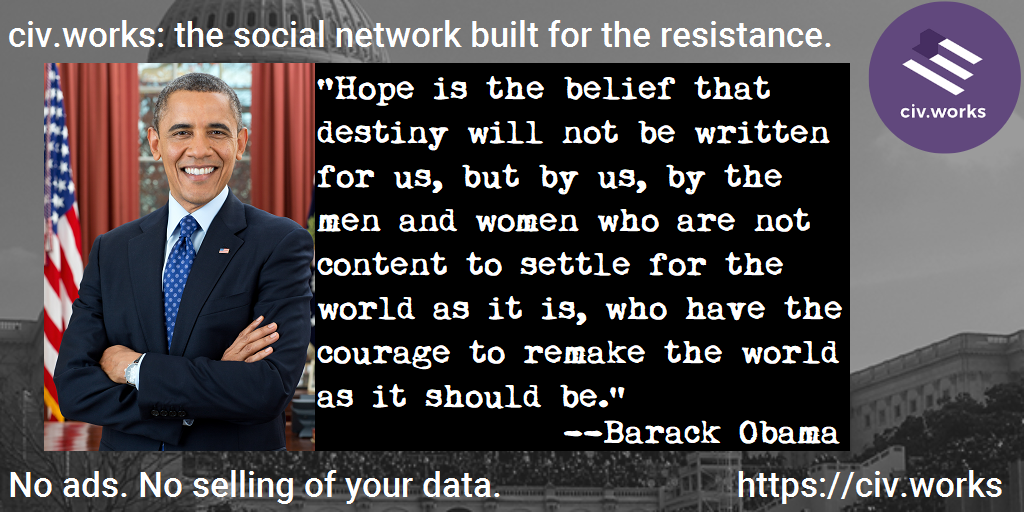 civ.works: the social network built for the resistance.
civ.works
"Hope is the belief that
destiny will not be written
for us, but by us, by the
men and women who are not
content to settle for the
world as it is, who have the
courage to remake the world
as it should be."
--Barack Obama
No ads. No selling of your data.
https://civ.works